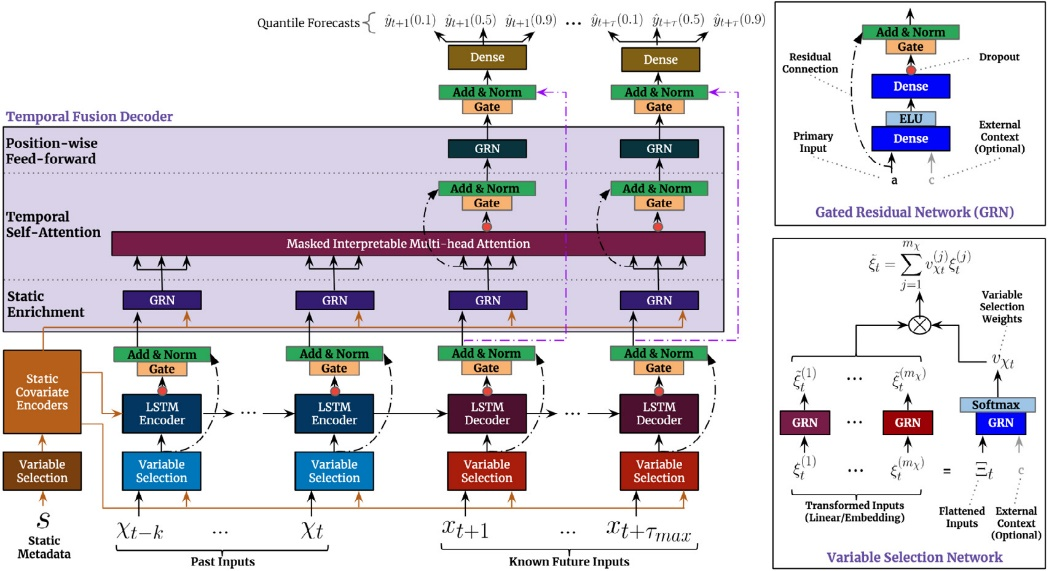 Quantile Forecasts { ŷt+1(0.1) ŷt+1(0.5) ŷt+1(0.9) ... ŷt+τ(0.1) ŷt+τ(0.5) ŷt+τ(0.9)
Dense
Dense
Add & Norm
Gate
Add & Norm
Gate
Temporal Fusion Decoder
Position-wise
Feed-forward
GRN
GRN
Add & Norm
Gate
Add & Norm
Gate
Temporal
Self-Attention
Masked Interpretable Multi-head Attention
Static
Enrichment
GRN
GRN
GRN
GRN
Add & Norm
Gate
Add & Norm
Gate
Add & Norm
Gate
Add & Norm
Gate
Static
Covariate
Encoders
LSTM
Encoder
...
LSTM
Encoder
LSTM
Decoder
...
LSTM
Decoder
Variable
Selection
Variable
Selection
Variable
Selection
Variable
Selection
Variable
Selection
s
Static
Metadata
χt−k ... χt
Past Inputs
xt+1 ... xt+τmax
Known Future Inputs
Add & Norm
Gate
Residual
Connection
Dropout
Dense
ELU
Dense
Primary
Input
External
Context
(Optional)
a
c
Gated Residual Network (GRN)
ξ̃t = ∑ j=1 mχ vχt(j) ξ̃t(j)
Variable
Selection
Weights
⊗
vχt
ξ̃t(1) ... ξ̃t(mχ)
Softmax
GRN ... GRN
GRN
ξt(1) ... ξt(mχ) = Ξt c
Transformed Inputs
(Linear/Embedding)
Flattened
Inputs
External
Context
(Optional)
Variable Selection Network